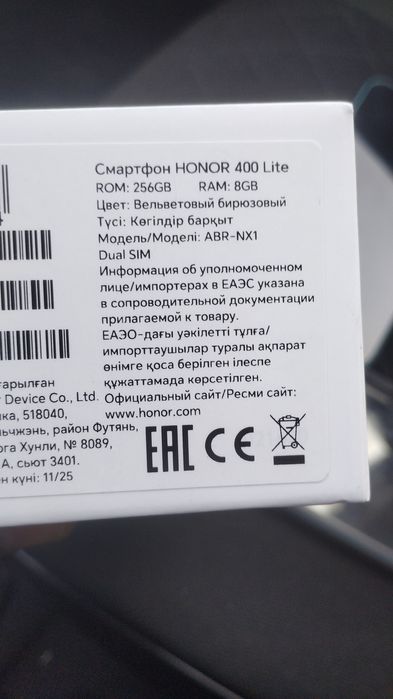 Смартфон HONOR 400 Lite
ROM: 256GB RAM: 8GB
Цвет: Вельветовый бирюзовый
Түсі: Көгілдір барқыт
Модель/Моделі: ABR-NX1
Dual SIM
Информация об уполномоченном
лице/импортерах в ЕАЭС указана
в сопроводительной документации
прилагаемой к товару.
ЕАЭО-дағы уәкілетті тұлға/
импорттаушылар туралы ақпарат
өнімге қоса берілген ілеспе
құжаттамада көрсетілген.
Официальный сайт/Ресми сайт:
www.honor.com
Device Co., Ltd.
518040,
район Футянь,
Хунли, № 8089,
А, сьют 3401.
күні: 11/25
EAC CE